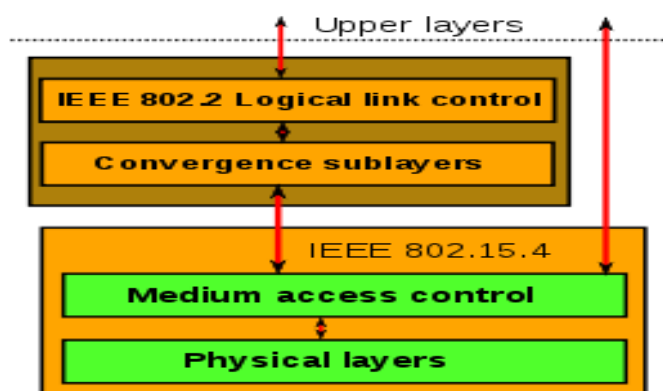 Upper layers
IEEE 802.2 Logical link control
Convergence sublayers
IEEE 802.15.4
Medium access control
Physical layers